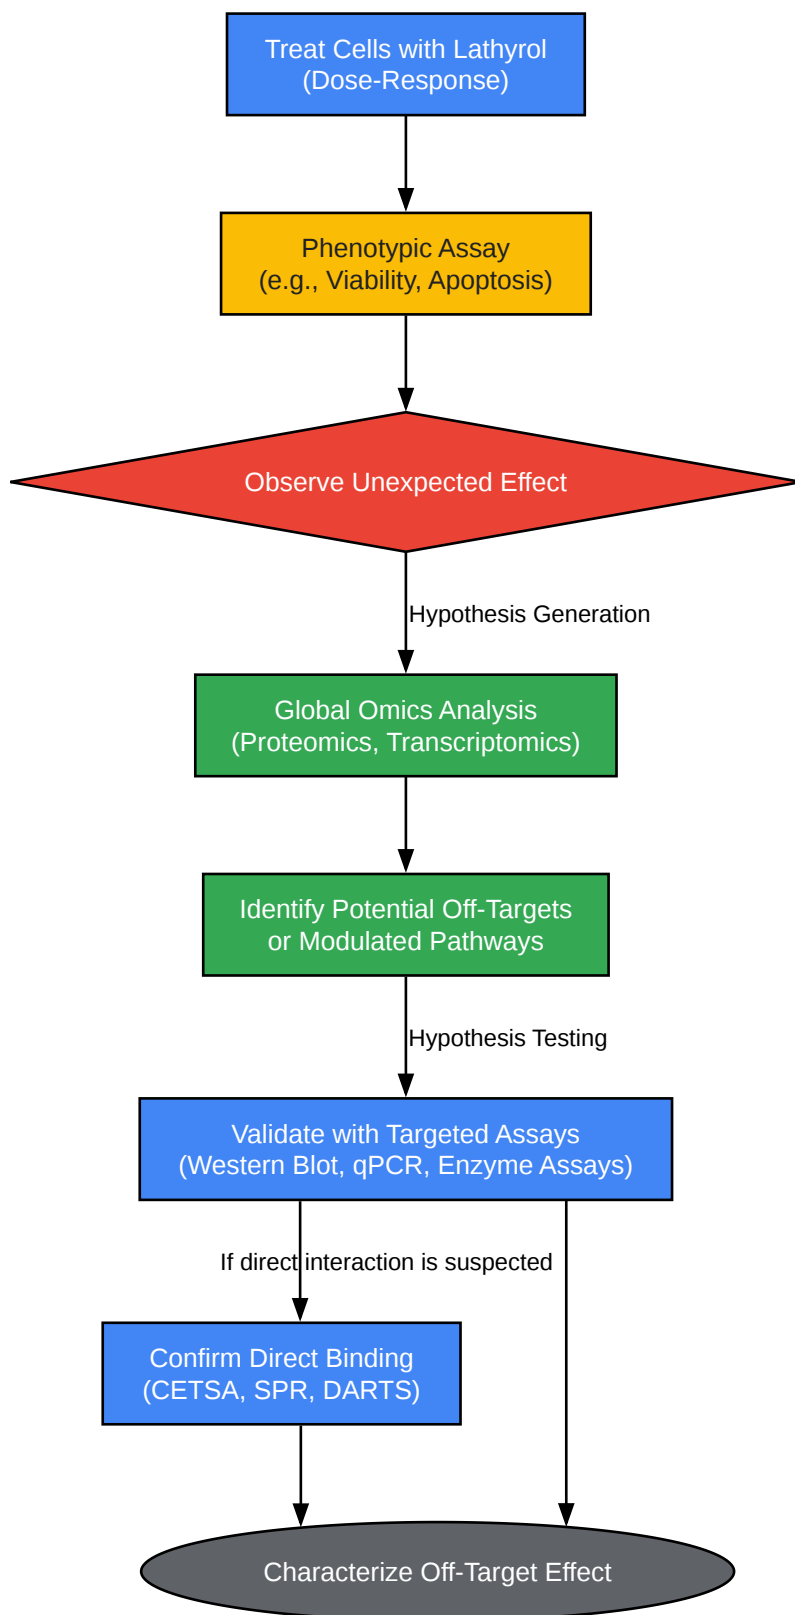 Treat Cells with Lathyrol
(Dose-Response)
Phenotypic Assay
(e.g., Viability, Apoptosis)
Observe Unexpected Effect
Hypothesis Generation
Global Omics Analysis
(Proteomics, Transcriptomics)
Identify Potential Off-Targets
or Modulated Pathways
Hypothesis Testing
Validate with Targeted Assays
(Western Blot, qPCR, Enzyme Assays)
If direct interaction is suspected
Confirm Direct Binding
(CETSA, SPR, DARTS)
Characterize Off-Target Effect